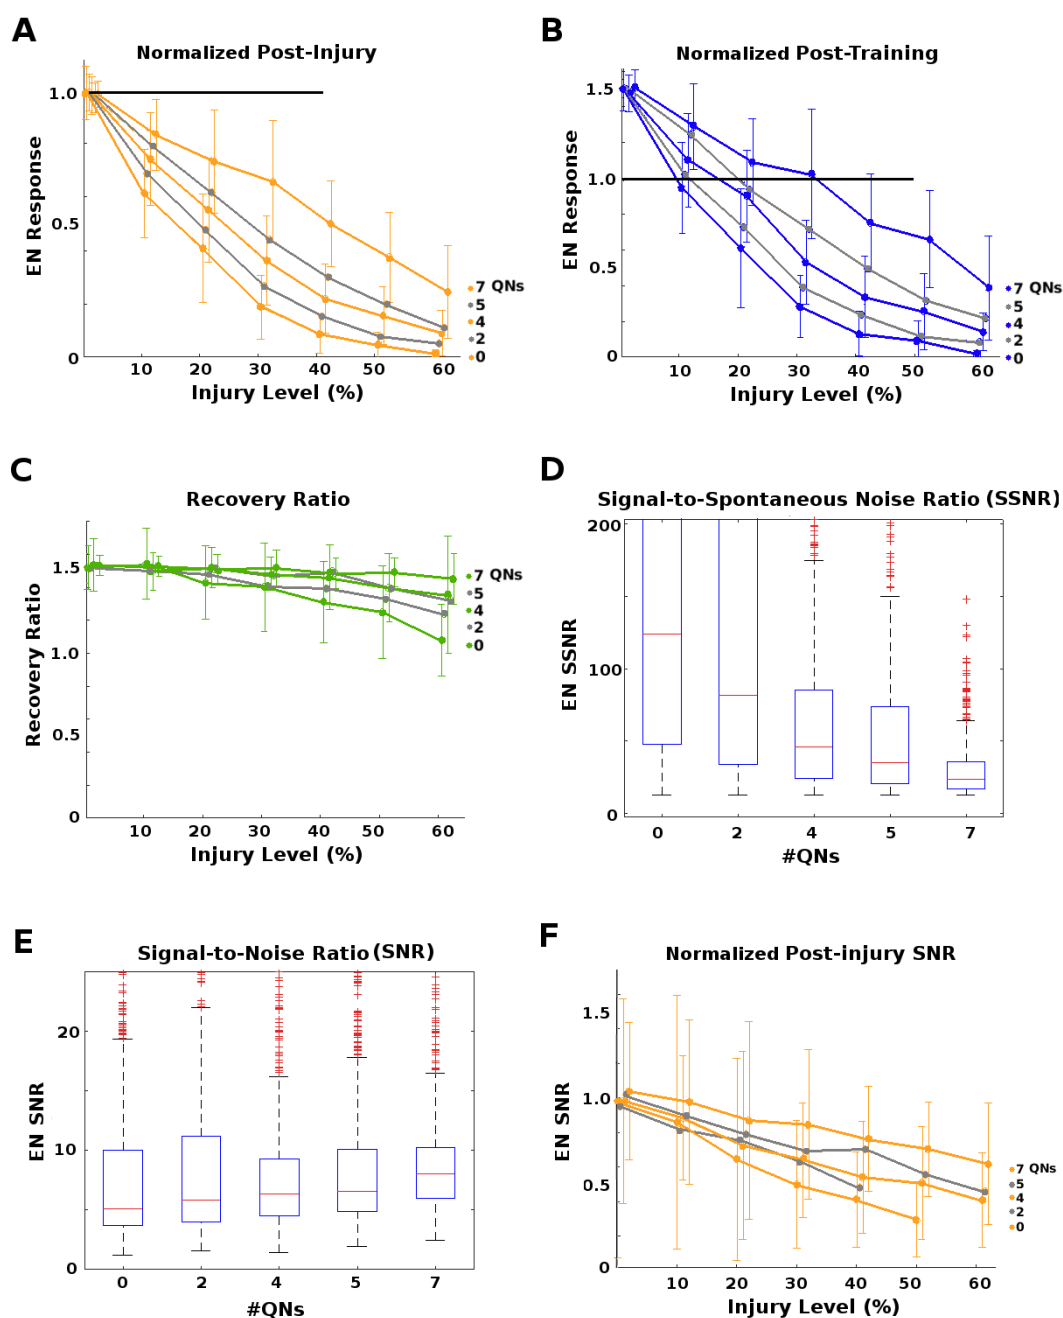 A
Normalized Post-Injury
EN Response
1.0
0.5
0
10 20 30 40 50 60
Injury Level (%)
7 QNs
5
4
2
0
B
Normalized Post-Training
EN Response
1.5
1.0
0.5
0
10 20 30 40 50 60
Injury Level (%)
7 QNs
5
4
2
0
C
Recovery Ratio
Recovery Ratio
1.5
1.0
0.5
0
10 20 30 40 50 60
Injury Level (%)
7 QNs
5
4
2
0
D
Signal-to-Spontaneous Noise Ratio (SSNR)
EN SSNR
200
100
0
0 2 4 5 7
#QNs
E
Signal-to-Noise Ratio (SNR)
EN SNR
20
10
0
0 2 4 5 7
#QNs
F
Normalized Post-injury SNR
EN SNR
1.5
1.0
0.5
0
10 20 30 40 50 60
Injury Level (%)
7 QNs
5
4
2
0